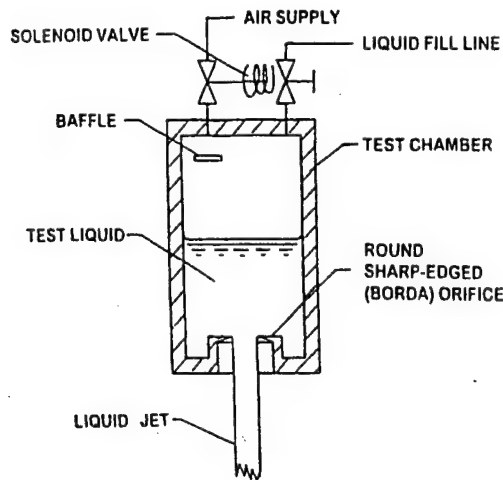 AIR SUPPLY
SOLENOID VALVE
LIQUID FILL LINE
BAFFLE
TEST CHAMBER
TEST LIQUID
ROUND
SHARP-EDGED
(BORDA) ORIFICE
LIQUID JET